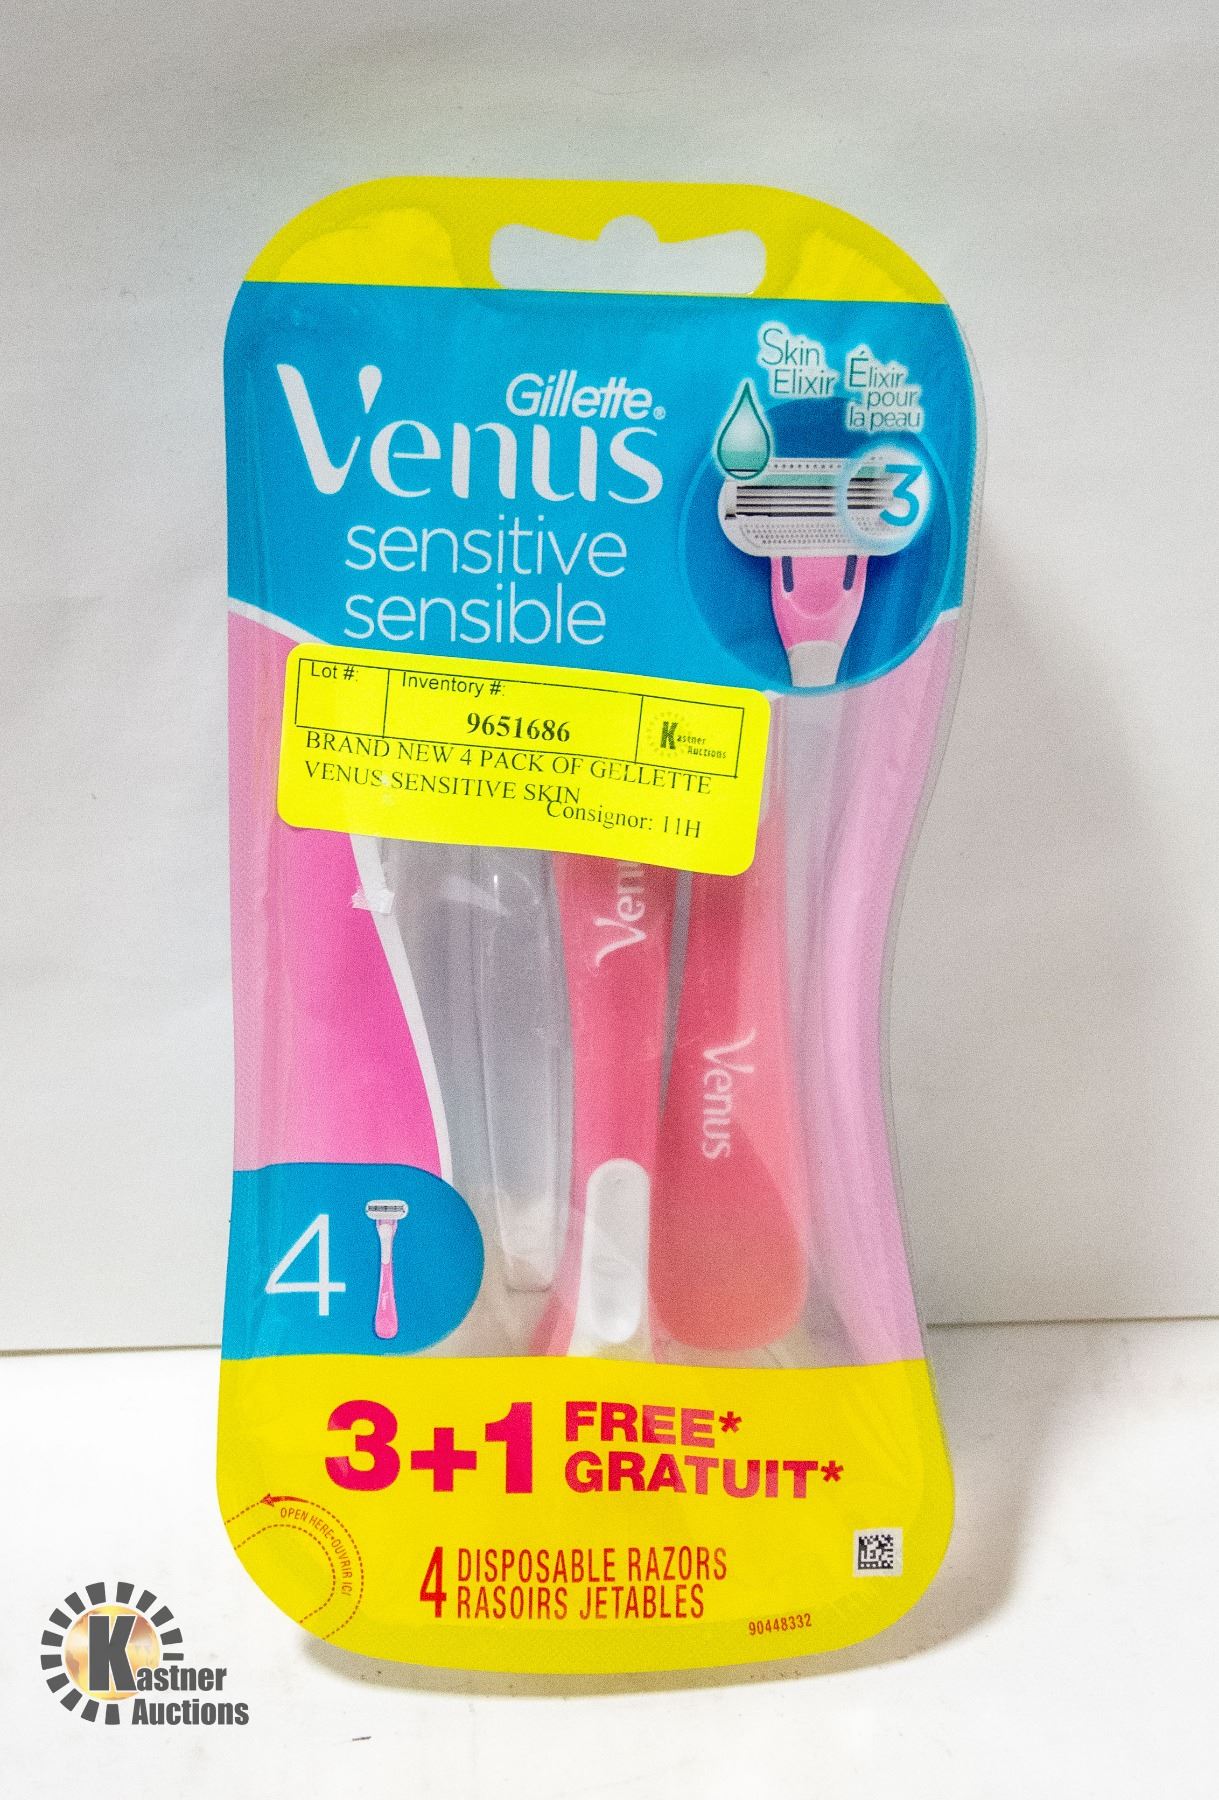 Skin
Elixir
Élixir
pour
la peau
Gillette®
Venus
3
sensitive
sensible
Lot #:
Inventory #:
9651686
Kastner
Auctions
BRAND NEW 4 PACK OF GELLETTE
VENUS SENSITIVE SKIN
Consignor: 11H
Venu
Venus
4
3+1 FREE*
GRATUIT*
OPEN HERE•OUVRIR ICI
4 DISPOSABLE RAZORS
RASOIRS JETABLES
90448332
Kastner
Auctions